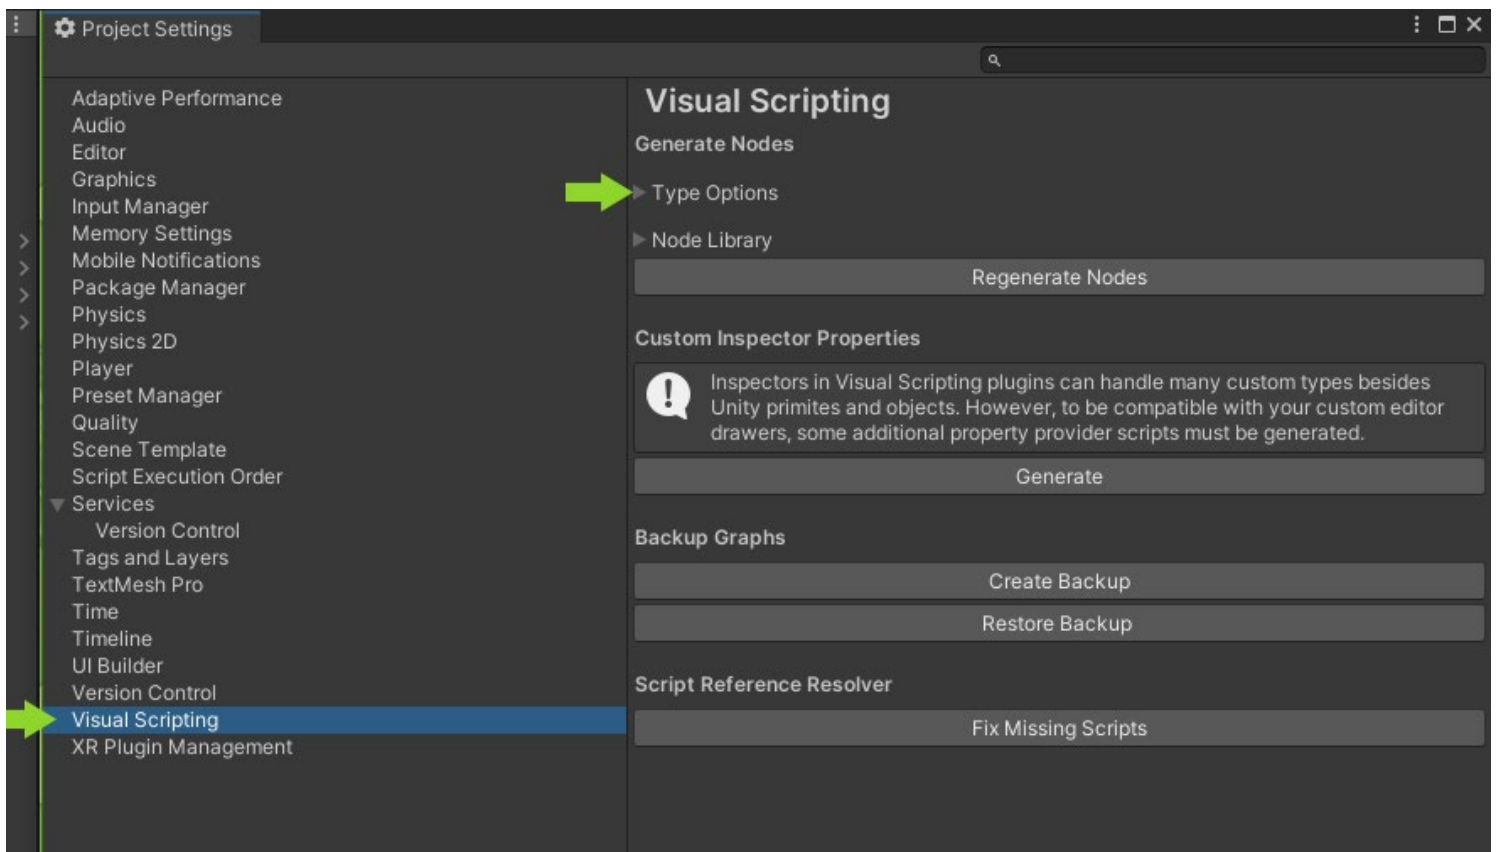 Project Settings
Adaptive Performance
Audio
Editor
Graphics
Input Manager
Memory Settings
Mobile Notifications
Package Manager
Physics
Physics 2D
Player
Preset Manager
Quality
Scene Template
Script Execution Order
Services
Version Control
Tags and Layers
TextMesh Pro
Time
Timeline
UI Builder
Version Control
Visual Scripting
XR Plugin Management
Visual Scripting
Generate Nodes
Type Options
Node Library
Regenerate Nodes
Custom Inspector Properties
Inspectors in Visual Scripting plugins can handle many custom types besides
Unity primites and objects. However, to be compatible with your custom editor
drawers, some additional property provider scripts must be generated.
Generate
Backup Graphs
Create Backup
Restore Backup
Script Reference Resolver
Fix Missing Scripts